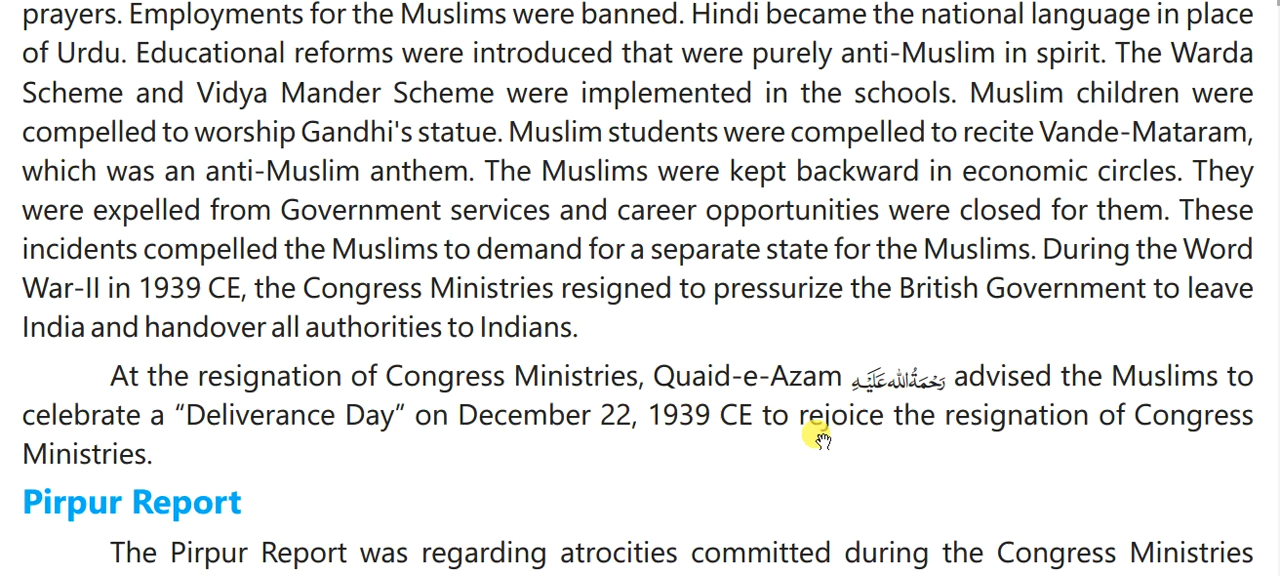 prayers. Employments for the Muslims were banned. Hindi became the national language in place
of Urdu. Educational reforms were introduced that were purely anti-Muslim in spirit. The Warda
Scheme and Vidya Mander Scheme were implemented in the schools. Muslim children were
compelled to worship Gandhi's statue. Muslim students were compelled to recite Vande-Mataram,
which was an anti-Muslim anthem. The Muslims were kept backward in economic circles. They
were expelled from Government services and career opportunities were closed for them. These
incidents compelled the Muslims to demand for a separate state for the Muslims. During the Word
War-II in 1939 CE, the Congress Ministries resigned to pressurize the British Government to leave
India and handover all authorities to Indians.
At the resignation of Congress Ministries, Quaid-e-Azam رَحْمَةُاللّٰه عَلَيْهِ advised the Muslims to
celebrate a “Deliverance Day” on December 22, 1939 CE to rejoice the resignation of Congress
Ministries.
Pirpur Report
The Pirpur Report was regarding atrocities committed during the Congress Ministries